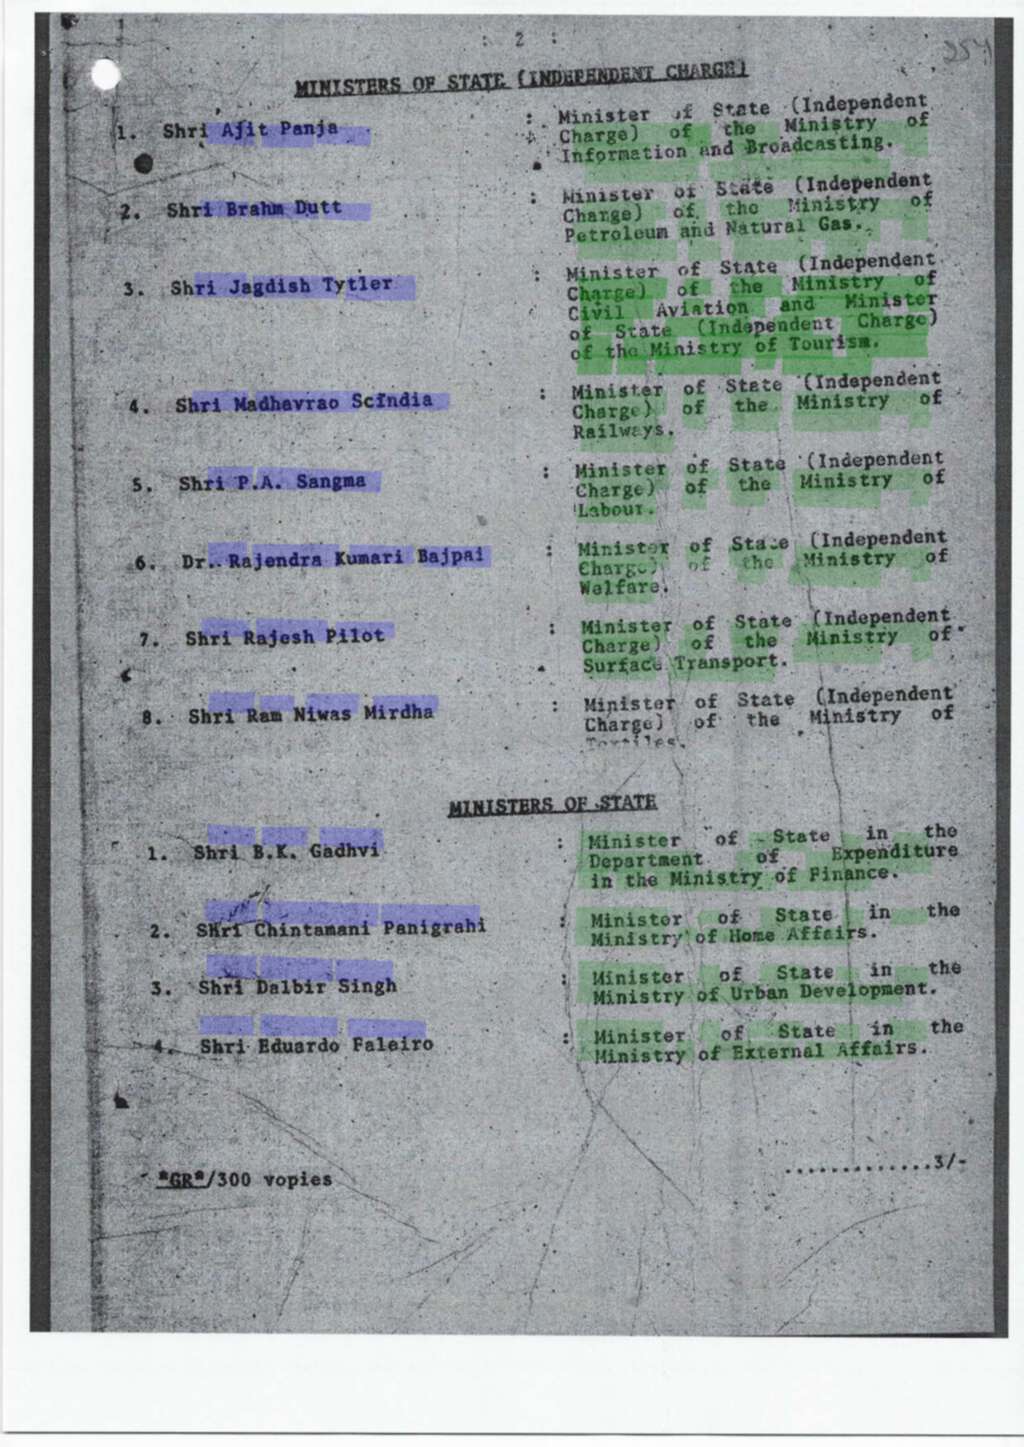 : 2 :
MINISTERS OF STATE (INDEPENDENT CHARGE)
1. Shri Ajit Panja : Minister of State (Independent
Charge) of the Ministry of
Information and Broadcasting.
2. Shri Brahm Dutt : Minister of State (Independent
Charge) of the Ministry of
Petroleum and Natural Gas.
3. Shri Jagdish Tytler : Minister of State (Independent
Charge) of the Ministry of
Civil Aviation and Minister
of State (Independent Charge)
of the Ministry of Tourism.
4. Shri Madhavrao Scindia : Minister of State (Independent
Charge) of the Ministry of
Railways.
5. Shri P.A. Sangma : Minister of State (Independent
Charge) of the Ministry of
Labour.
6. Dr. Rajendra Kumari Bajpai : Minister of State (Independent
Charge) of the Ministry of
Welfare.
7. Shri Rajesh Pilot : Minister of State (Independent
Charge) of the Ministry of
Surface Transport.
8. Shri Ram Niwas Mirdha : Minister of State (Independent
Charge) of the Ministry of
Textiles.
MINISTERS OF STATE
1. Shri B.K. Gadhvi : Minister of State in the
Department of Expenditure
in the Ministry of Finance.
2. Shri Chintamani Panigrahi : Minister of State in the
Ministry of Home Affairs.
3. Shri Dalbir Singh : Minister of State in the
Ministry of Urban Development.
4. Shri Eduardo Faleiro : Minister of State in the
Ministry of External Affairs.
..............3/-
*GR*/300 vopies